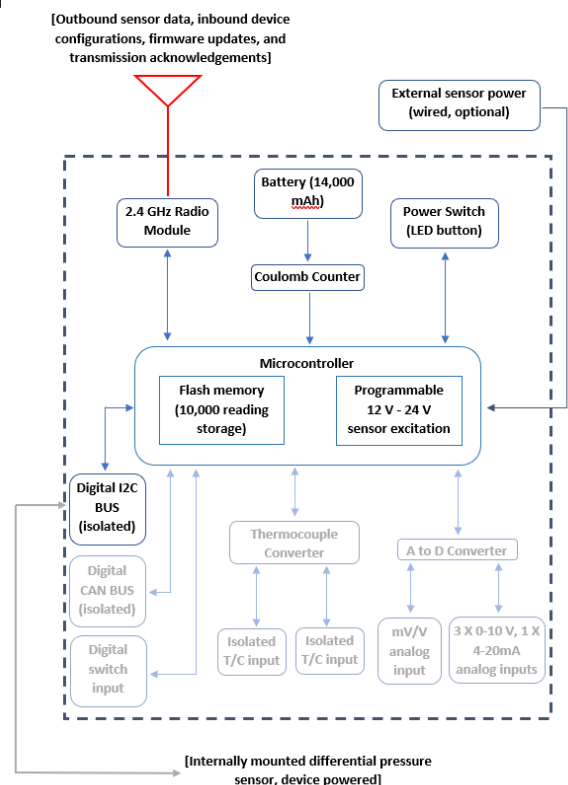 [Outbound sensor data, inbound device
configurations, firmware updates, and
transmission acknowledgements]
External sensor power
(wired, optional)
Battery (14,000
mAh)
2.4 GHz Radio
Module
Power Switch
(LED button)
Coulomb Counter
Microcontroller
Flash memory
(10,000 reading
storage)
Programmable
12 V - 24 V
sensor excitation
Digital I2C
BUS
(isolated)
Thermocouple
Converter
A to D Converter
Digital
CAN BUS
(isolated)
Digital
switch
input
Isolated
T/C input
Isolated
T/C input
mV/V
analog
input
3 X 0-10 V, 1 X
4-20mA
analog inputs
[Internally mounted differential pressure
sensor, device powered]